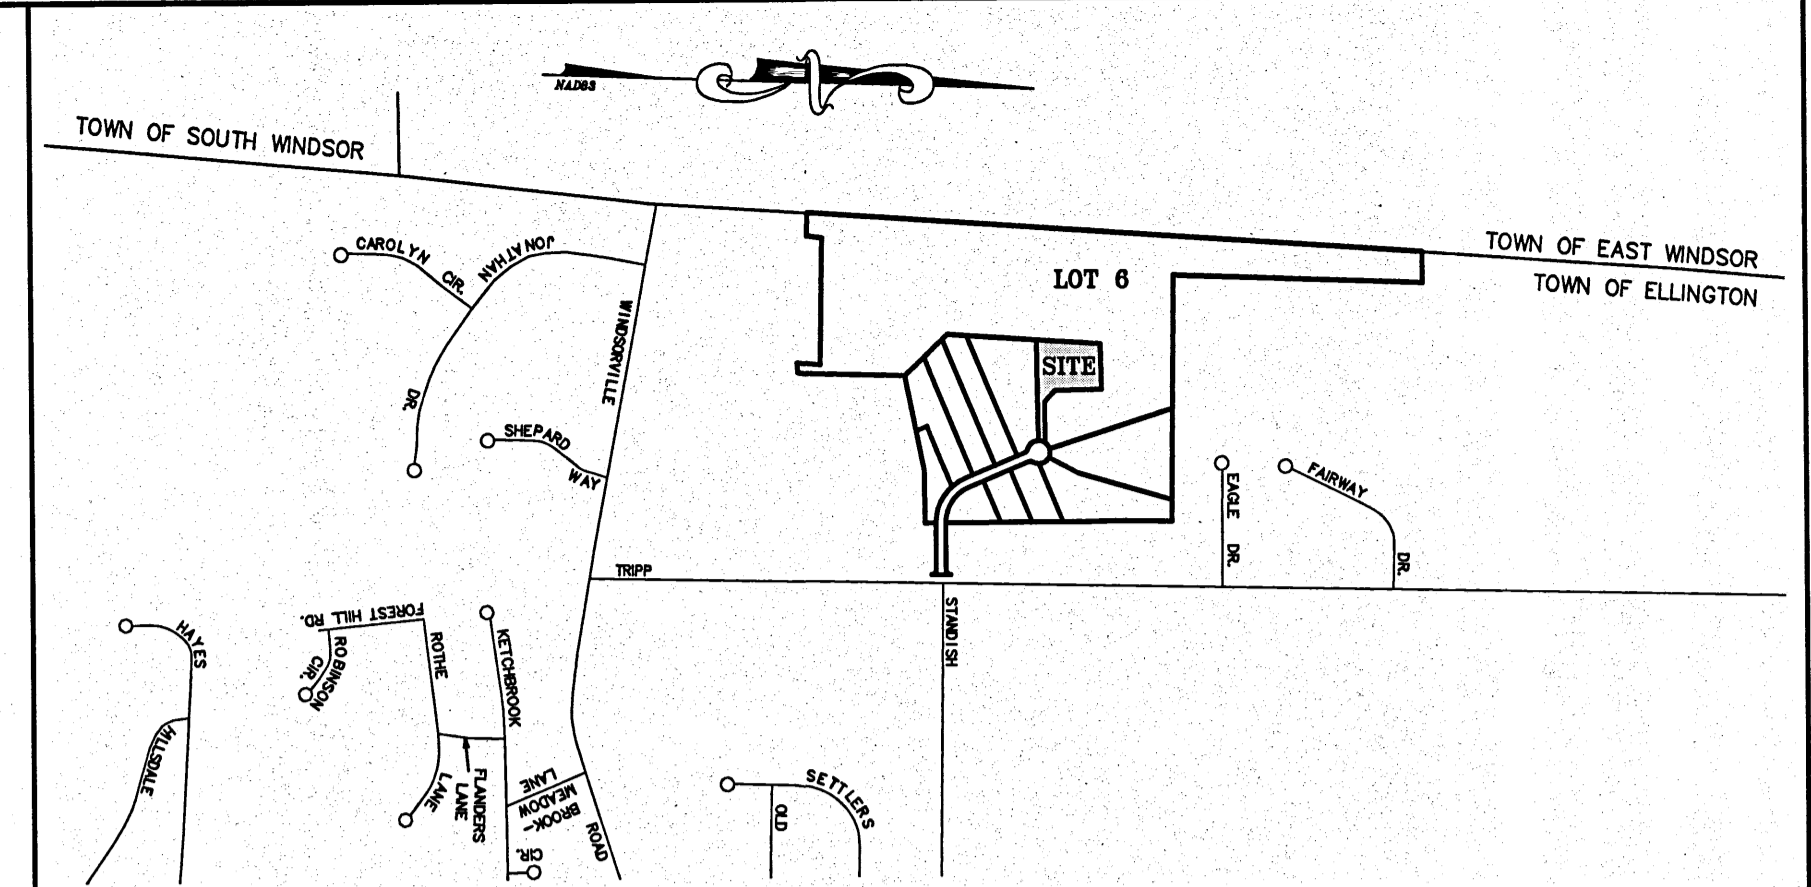 NAD83
TOWN OF SOUTH WINDSOR
TOWN OF EAST WINDSOR
TOWN OF ELLINGTON
LOT 6
SITE
CAROLYN CIR.
JONATHAN DR.
WINDSORVILLE ROAD
SHEPARD WAY
TRIPP
EAGLE DR.
FAIRWAY DR.
STANDISH
HAYES
HILLSDALE
FOREST HILL RD.
ROBINSON CIR.
ROTHE LANE
KETCHBROOK
FLANDERS
LANE
BROOK-
MEADOW
LANE
CIR.
SETTLERS
OLD